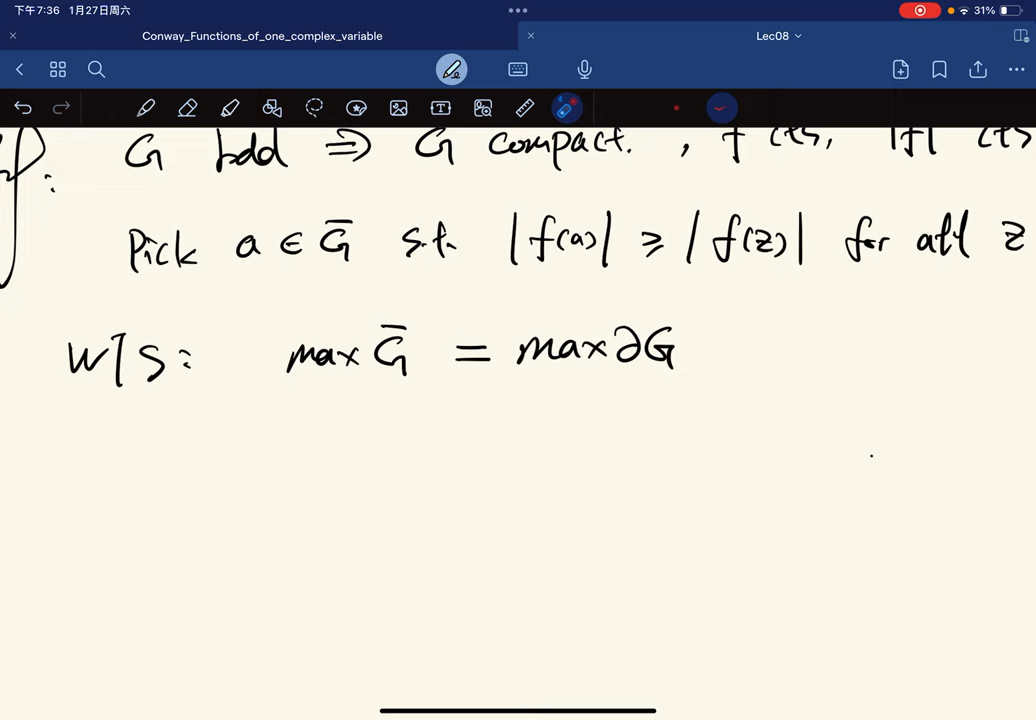 下午7:36 1月27日周六
31%
Conway_Functions_of_one_complex_variable
Lec08
G bdd ⇒ G compact. , f cts, |f| cts
Pick a ∈ G̅ s.t. |f(a)| ≥ |f(z)| for all z
WTS: max G̅ = max ∂G